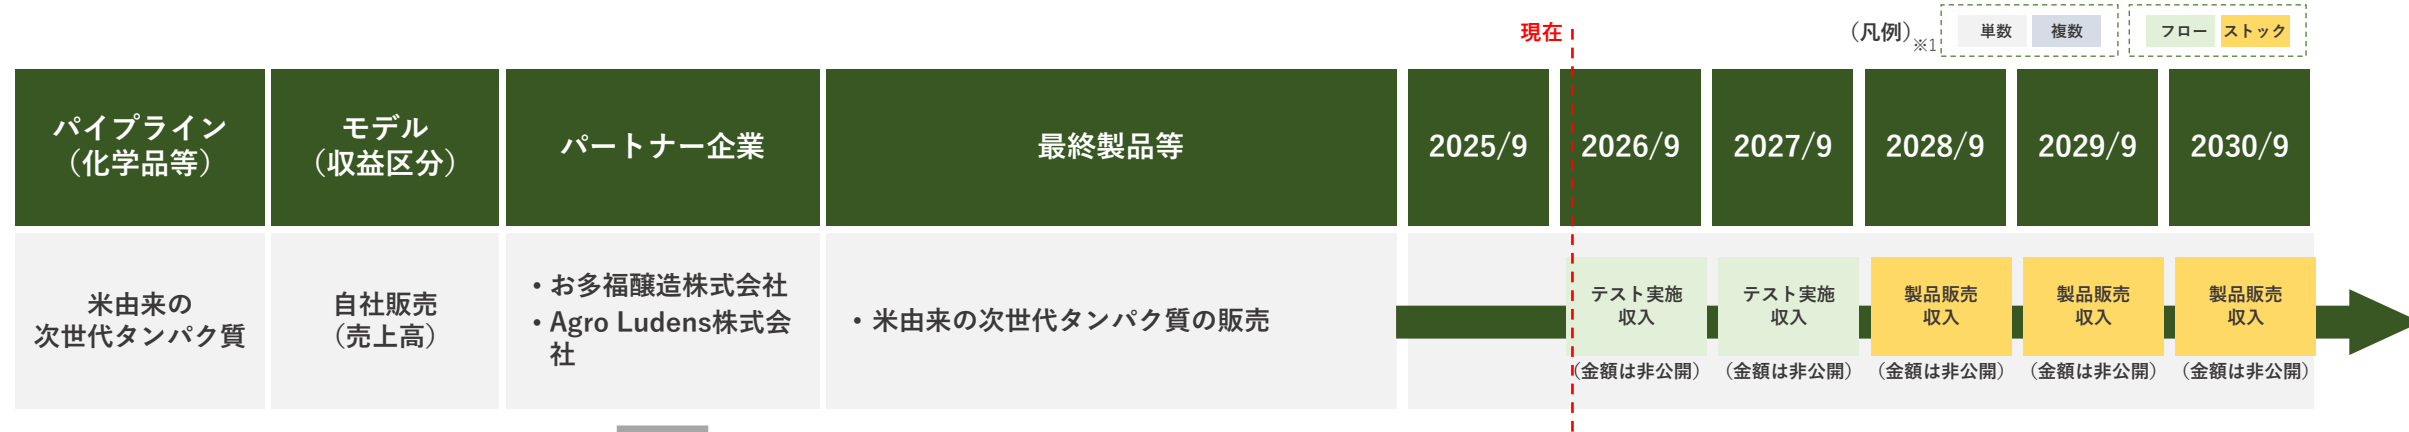 現在
（凡例）※1
単数 複数 フロー ストック
パイプライン
（化学品等）
モデル
（収益区分）
パートナー企業
最終製品等
2025/9
2026/9
2027/9
2028/9
2029/9
2030/9
米由来の
次世代タンパク質
自社販売
（売上高）
・お多福醸造株式会社
・Agro Ludens株式会
社
・米由来の次世代タンパク質の販売
テスト実施
収入
（金額は非公開）
テスト実施
収入
（金額は非公開）
製品販売
収入
（金額は非公開）
製品販売
収入
（金額は非公開）
製品販売
収入
（金額は非公開）